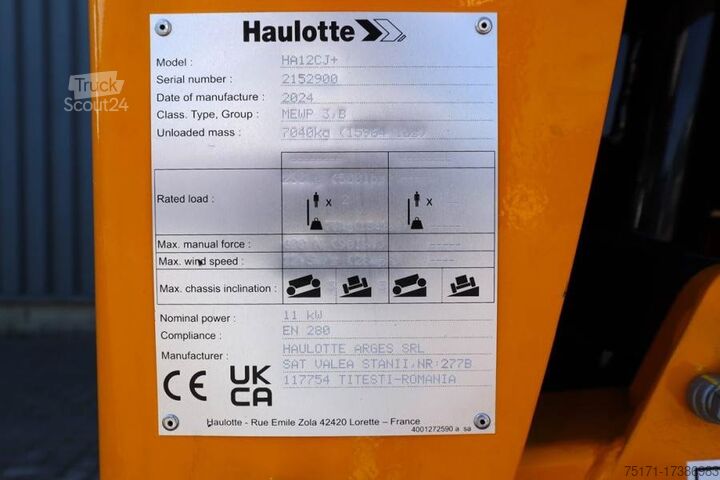 Haulotte
Model : HA12CJ+
Serial number : 2152900
Date of manufacture : 2024
Class. Type, Group : MEWP 3,B
Unloaded mass : 7040kg
Rated load :
x 2
x
Max. manual force :
Max. wind speed :
Max. chassis inclination :
Nominal power : 11 kW
Compliance : EN 280
Manufacturer : HAULOTTE ARGES SRL
SAT VALEA STANII,NR:277B
117754 TITESTI-ROMANIA
CE UK CA
Haulotte - Rue Emile Zola 42420 Lorette – France
4001272590 a sa
Truck Scout24
75171-17386983